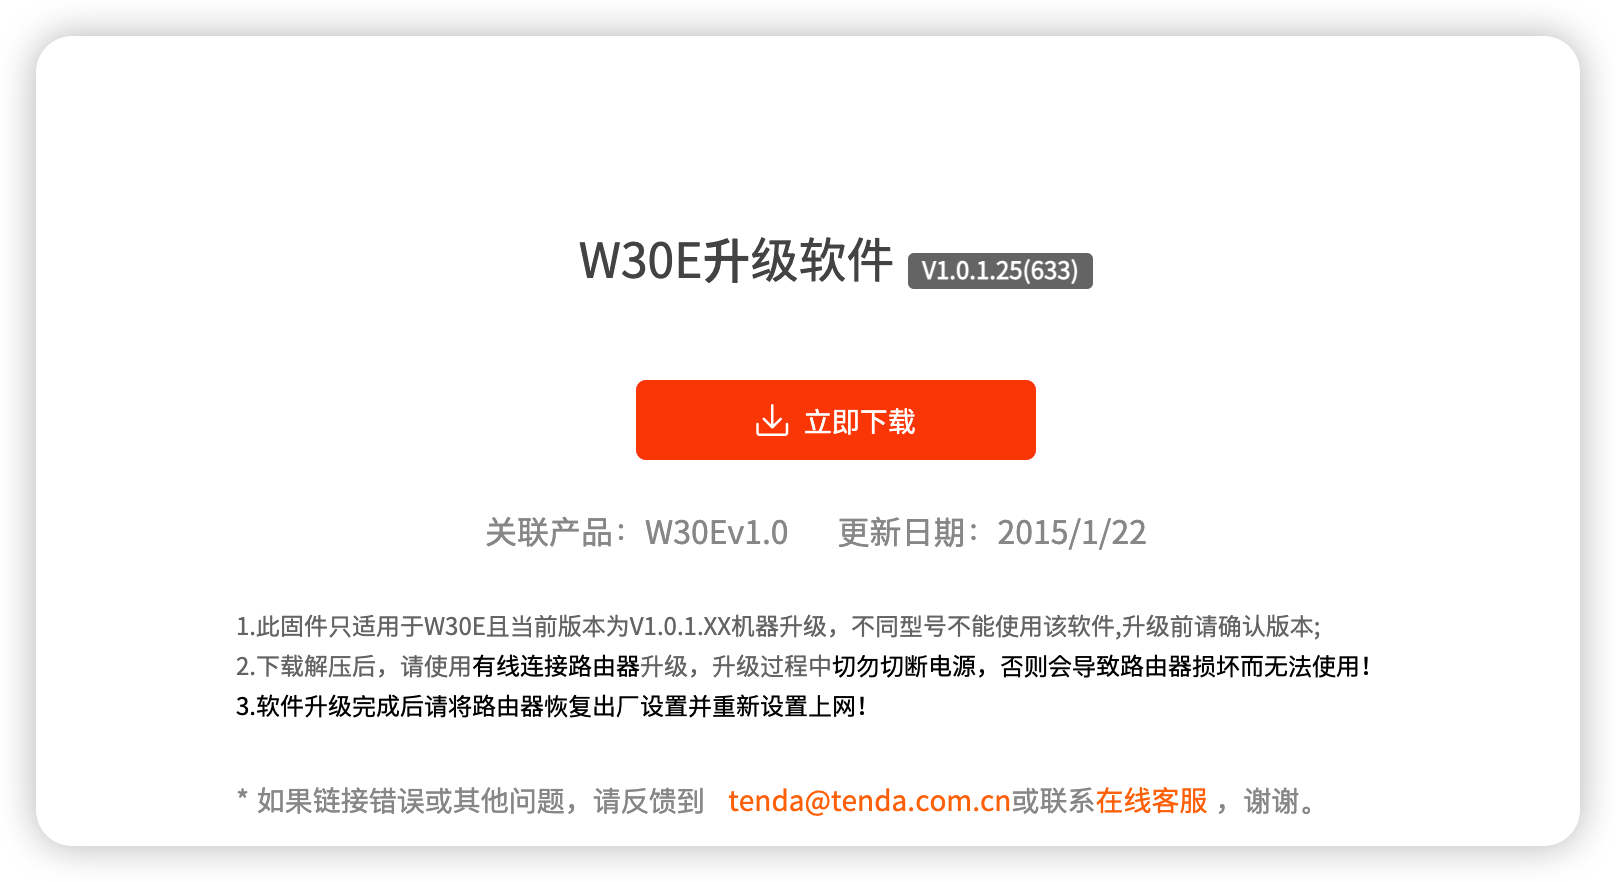 W30E升级软件 V1.0.1.25(633)
立即下载
关联产品：W30Ev1.0 更新日期：2015/1/22
1.此固件只适用于W30E且当前版本为V1.0.1.XX机器升级，不同型号不能使用该软件,升级前请确认版本;
2.下载解压后，请使用有线连接路由器升级，升级过程中切勿切断电源，否则会导致路由器损坏而无法使用！
3.软件升级完成后请将路由器恢复出厂设置并重新设置上网！
* 如果链接错误或其他问题，请反馈到 tenda@tenda.com.cn或联系在线客服 ，谢谢。